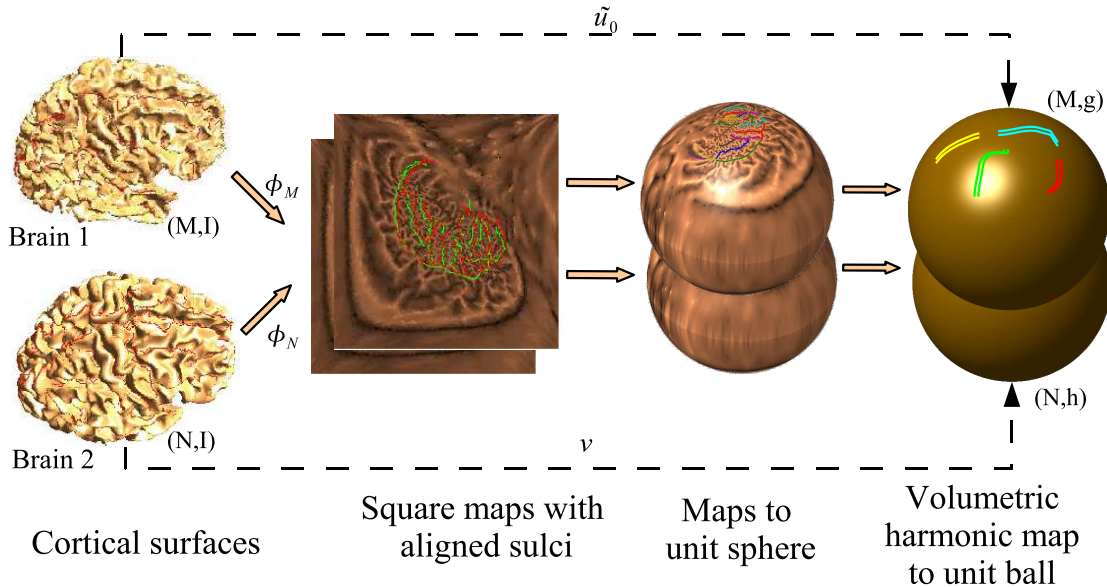 ũ₀
(M,g)
ϕ_M
(M,I)
Brain 1
ϕ_N
(N,h)
(N,I)
Brain 2
v
Cortical surfaces
Square maps with
aligned sulci
Maps to
unit sphere
Volumetric
harmonic map
to unit ball